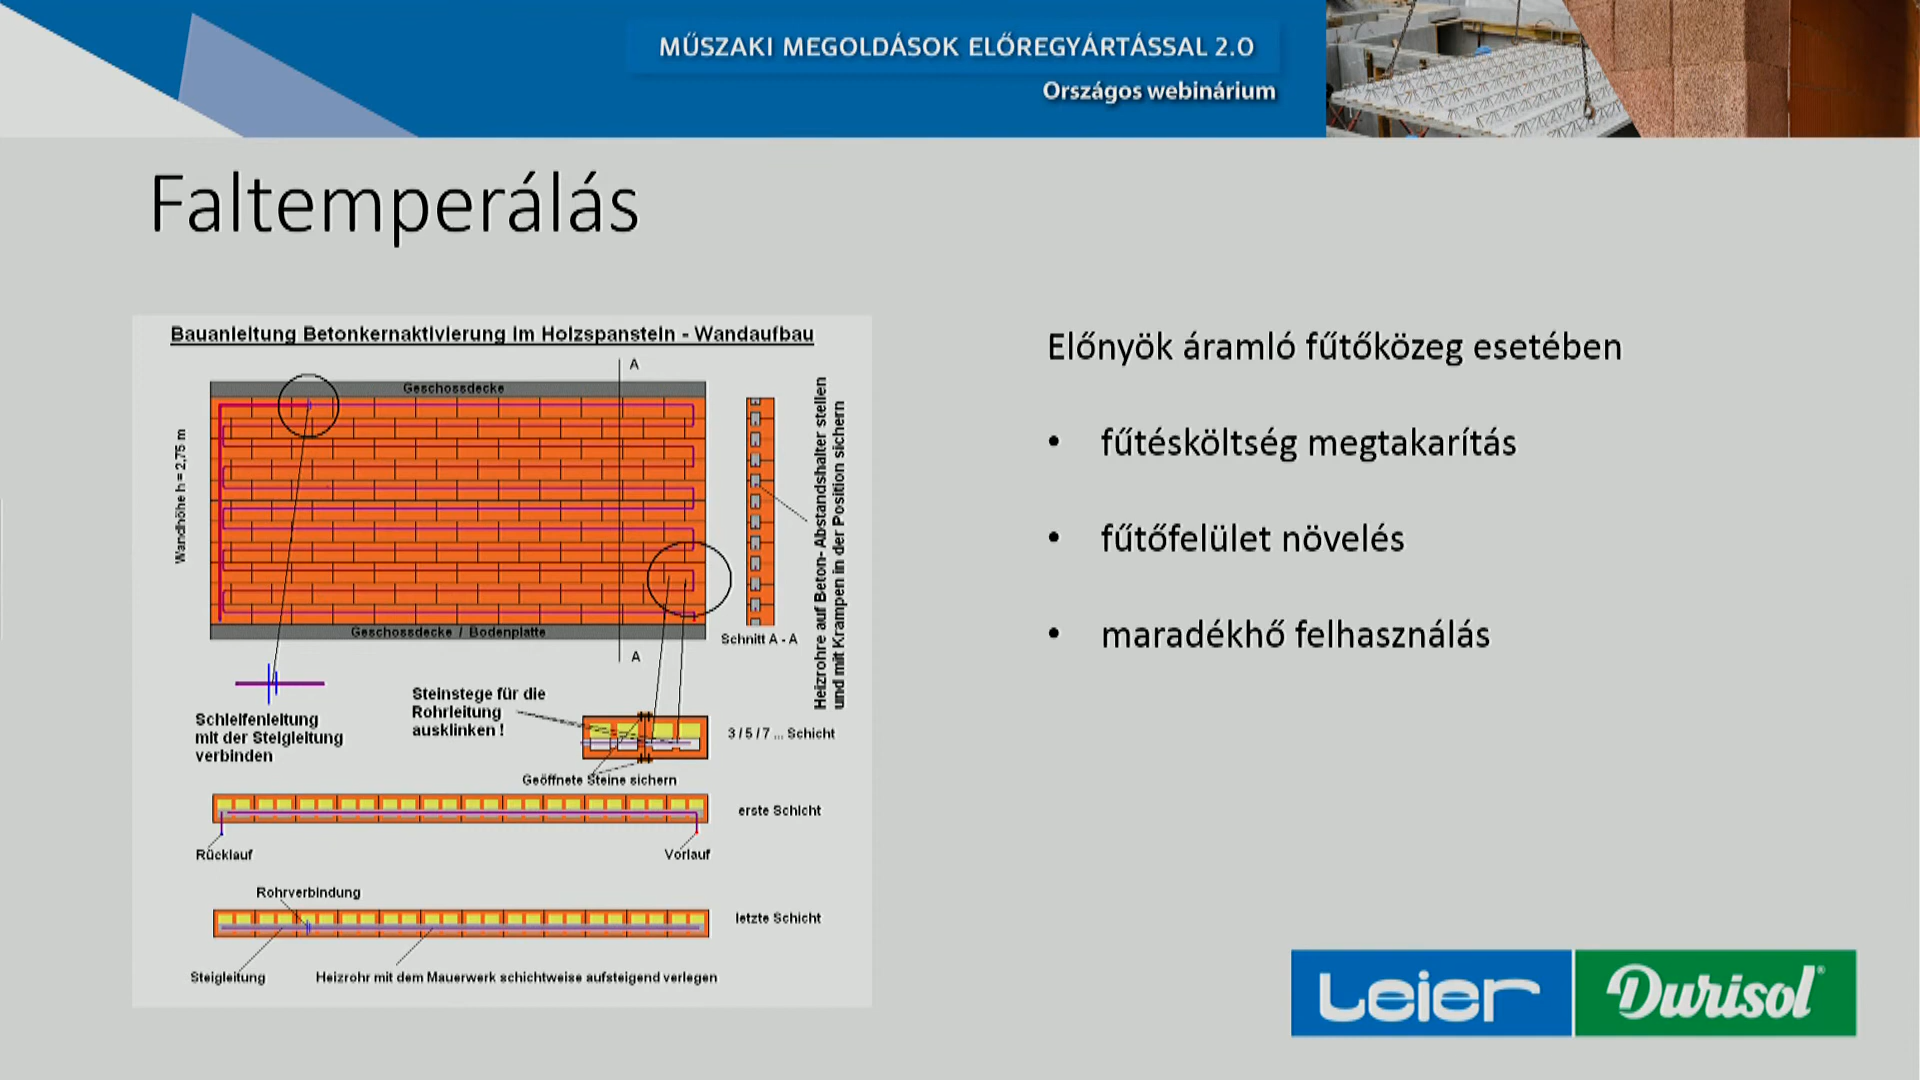 MŰSZAKI MEGOLDÁSOK ELŐREGYÁRTÁSSAL 2.0
Országos webinárium
Faltemperálás
Bauanleitung Betonkernaktivierung im Holzspanstein - Wandaufbau
A
Geschossdecke
Wandhöhe h = 2,75 m
Heizrohre auf Beton- Abstandshalter stellen
und mit Krampen in der Position sichern
Geschossdecke / Bodenplatte
Schnitt A - A
A
Schleifenleitung
mit der Steigleitung
verbinden
Steinstege für die
Rohrleitung
ausklinken !
3 / 5 / 7 ... Schicht
Geöffnete Steine sichern
erste Schicht
Rücklauf
Vorlauf
Rohrverbindung
letzte Schicht
Steigleitung
Heizrohr mit dem Mauerwerk schichtweise aufsteigend verlegen
Előnyök áramló fűtőközeg esetében
• fűtésköltség megtakarítás
• fűtőfelület növelés
• maradékhő felhasználás
Leier
Durisol®